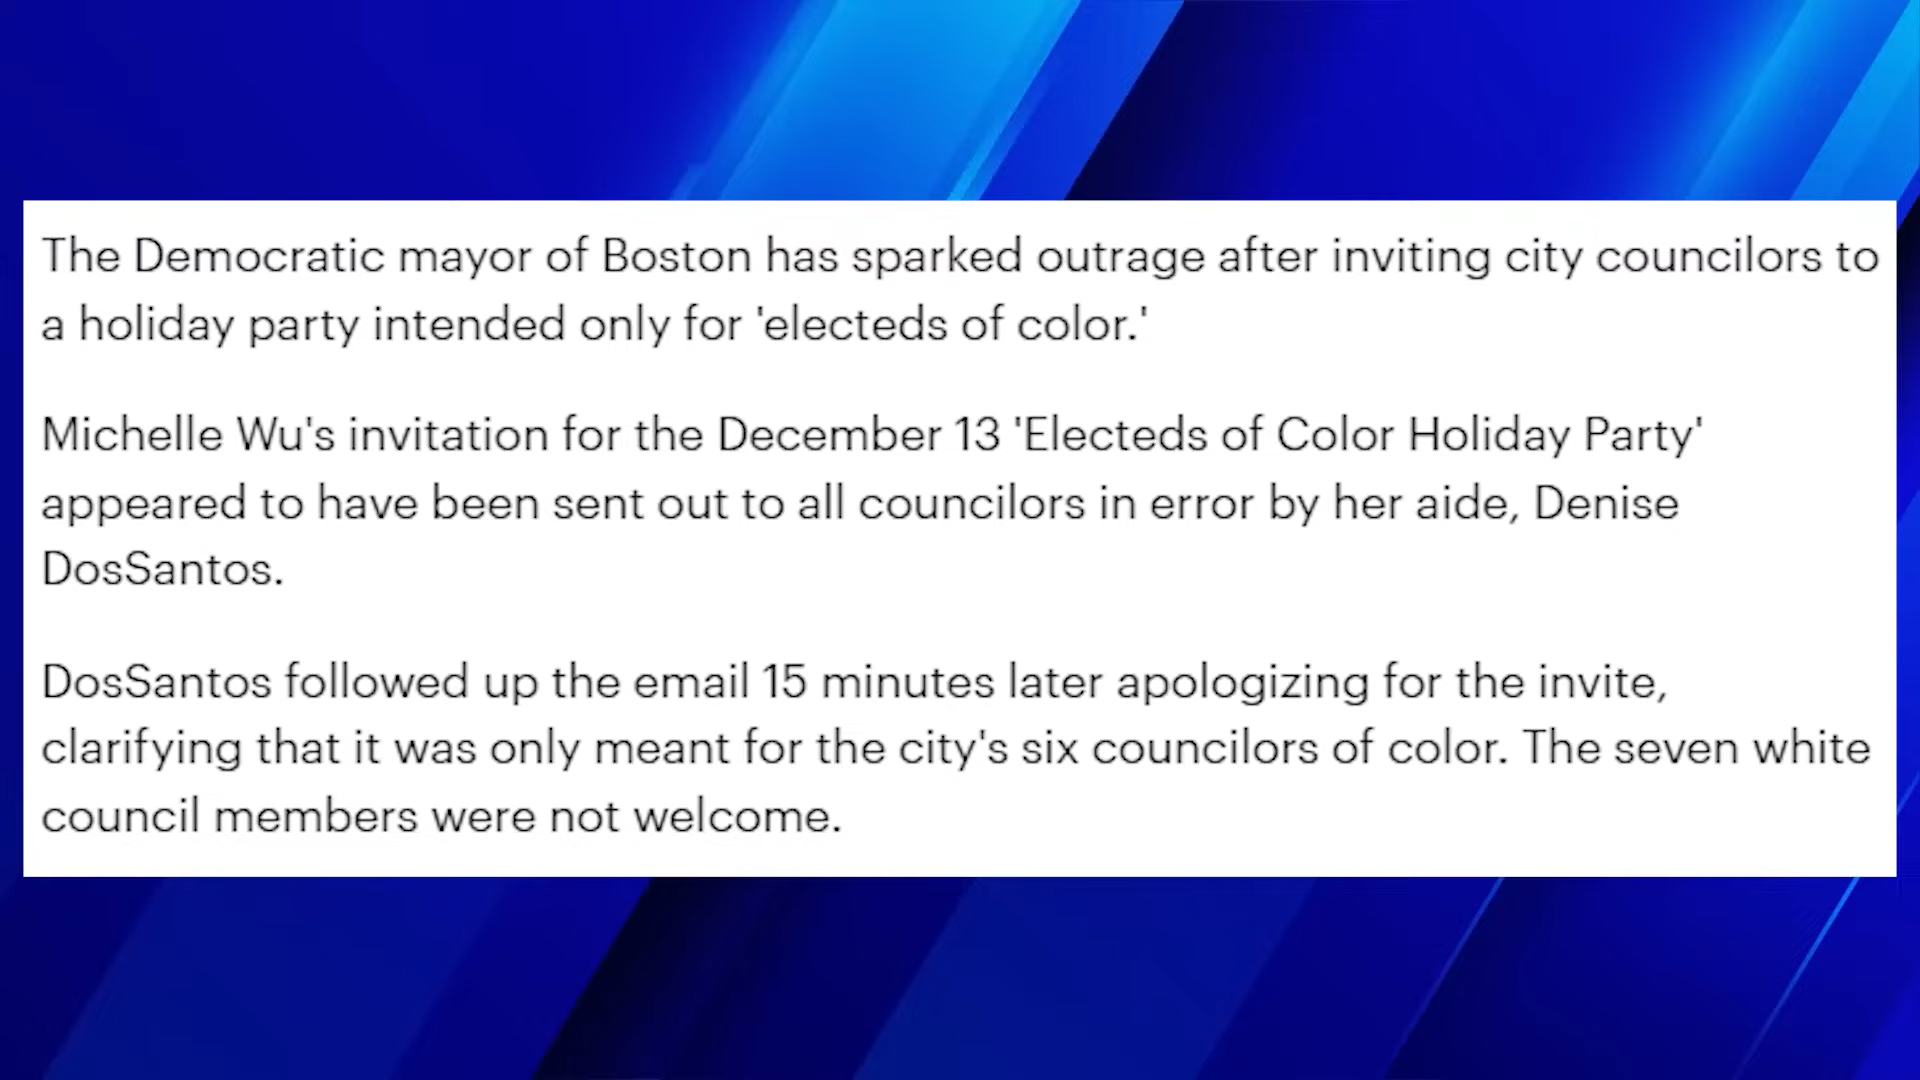 The Democratic mayor of Boston has sparked outrage after inviting city councilors to
a holiday party intended only for 'electeds of color.'
Michelle Wu's invitation for the December 13 'Electeds of Color Holiday Party'
appeared to have been sent out to all councilors in error by her aide, Denise
DosSantos.
DosSantos followed up the email 15 minutes later apologizing for the invite,
clarifying that it was only meant for the city's six councilors of color. The seven white
council members were not welcome.